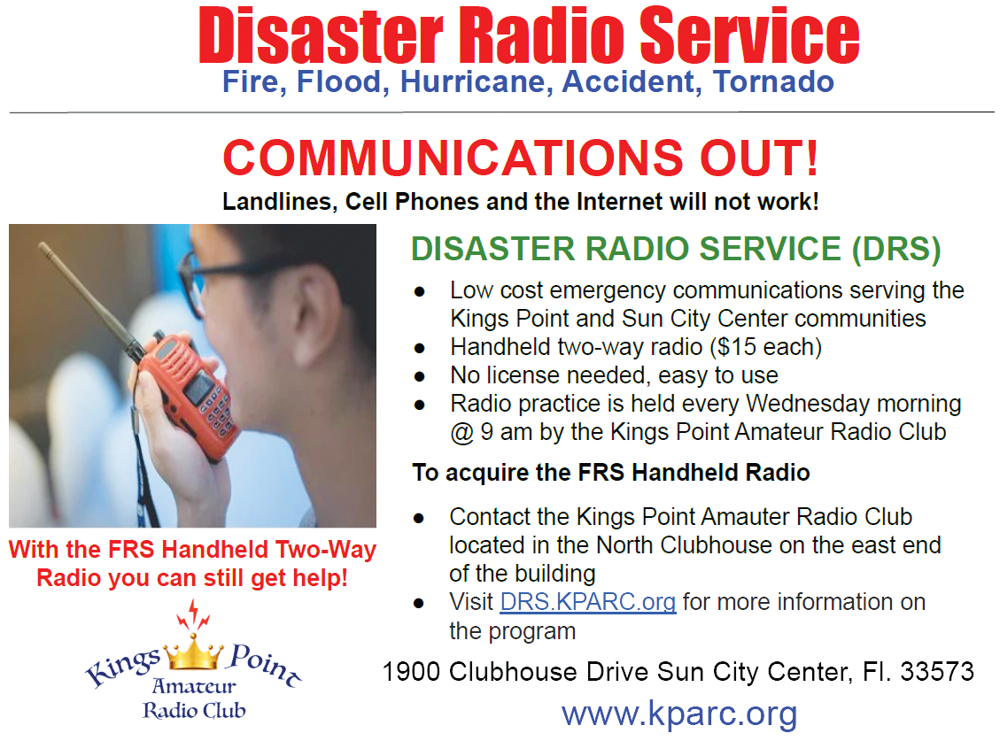 Disaster Radio Service
Fire, Flood, Hurricane, Accident, Tornado
COMMUNICATIONS OUT!
Landlines, Cell Phones and the Internet will not work!
DISASTER RADIO SERVICE (DRS)
● Low cost emergency communications serving the
Kings Point and Sun City Center communities
● Handheld two-way radio ($15 each)
● No license needed, easy to use
● Radio practice is held every Wednesday morning
@ 9 am by the Kings Point Amateur Radio Club
To acquire the FRS Handheld Radio
● Contact the Kings Point Amauter Radio Club
located in the North Clubhouse on the east end
of the building
● Visit DRS.KPARC.org for more information on
the program
With the FRS Handheld Two-Way
Radio you can still get help!
Kings Point
Amateur
Radio Club
1900 Clubhouse Drive Sun City Center, Fl. 33573
www.kparc.org